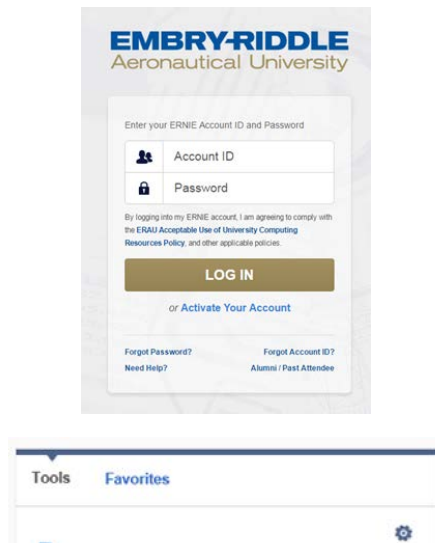 EMBRY-RIDDLE
Aeronautical University
Enter your ERNIE Account ID and Password
Account ID
Password
By logging into my ERNIE account, I am agreeing to comply with
the ERAU Acceptable Use of University Computing
Resources Policy, and other applicable policies.
LOG IN
or Activate Your Account
Forgot Password? Forgot Account ID?
Need Help? Alumni / Past Attendee
Tools Favorites